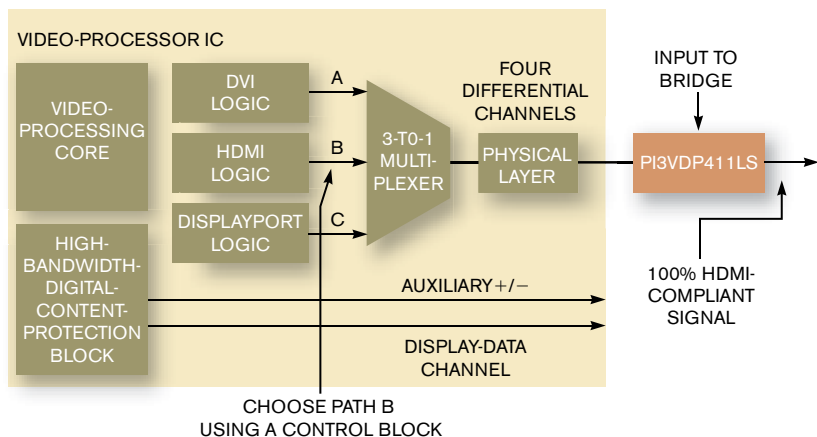 VIDEO-PROCESSOR IC
VIDEO-
PROCESSING
CORE
DVI
LOGIC
A
HDMI
LOGIC
B
DISPLAYPORT
LOGIC
C
3-T0-1
MULTI-
PLEXER
FOUR
DIFFERENTIAL
CHANNELS
PHYSICAL
LAYER
INPUT TO
BRIDGE
PI3VDP411LS
100% HDMI-
COMPLIANT
SIGNAL
HIGH-
BANDWIDTH-
DIGITAL-
CONTENT-
PROTECTION
BLOCK
AUXILIARY+/−
DISPLAY-DATA
CHANNEL
CHOOSE PATH B
USING A CONTROL BLOCK